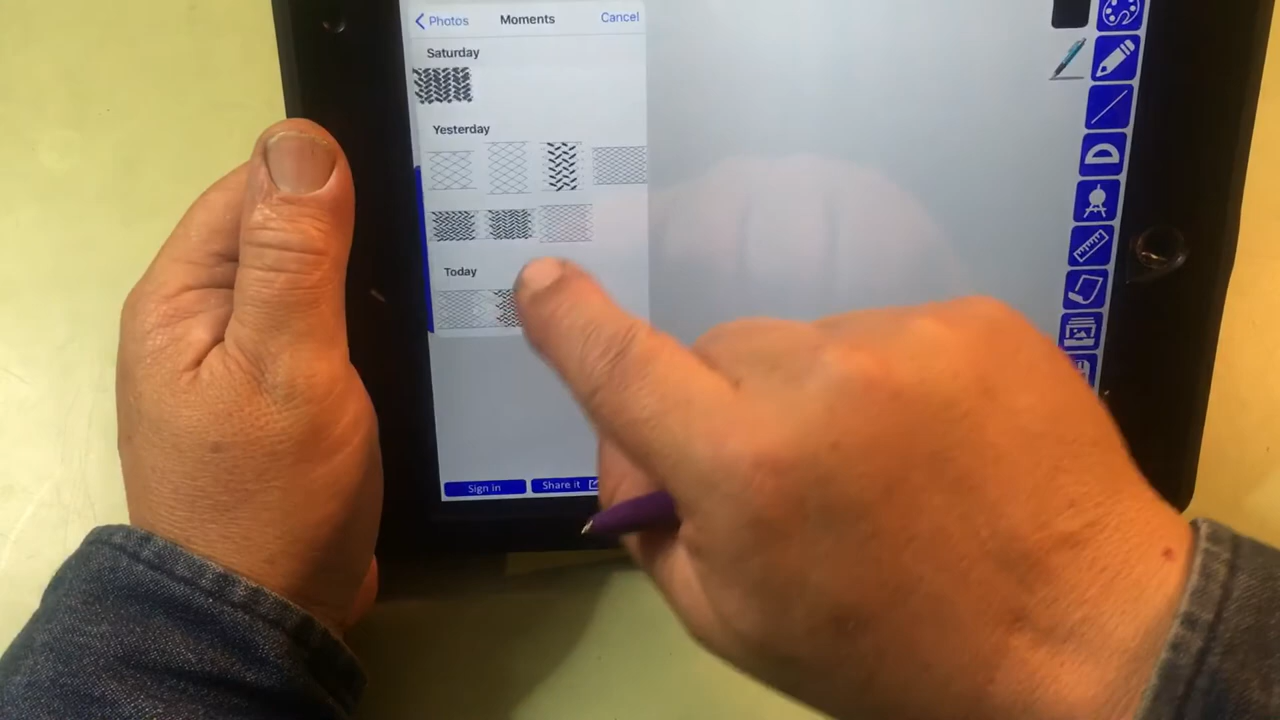 Photos Moments Cancel
Saturday
Yesterday
Today
Sign in Share it